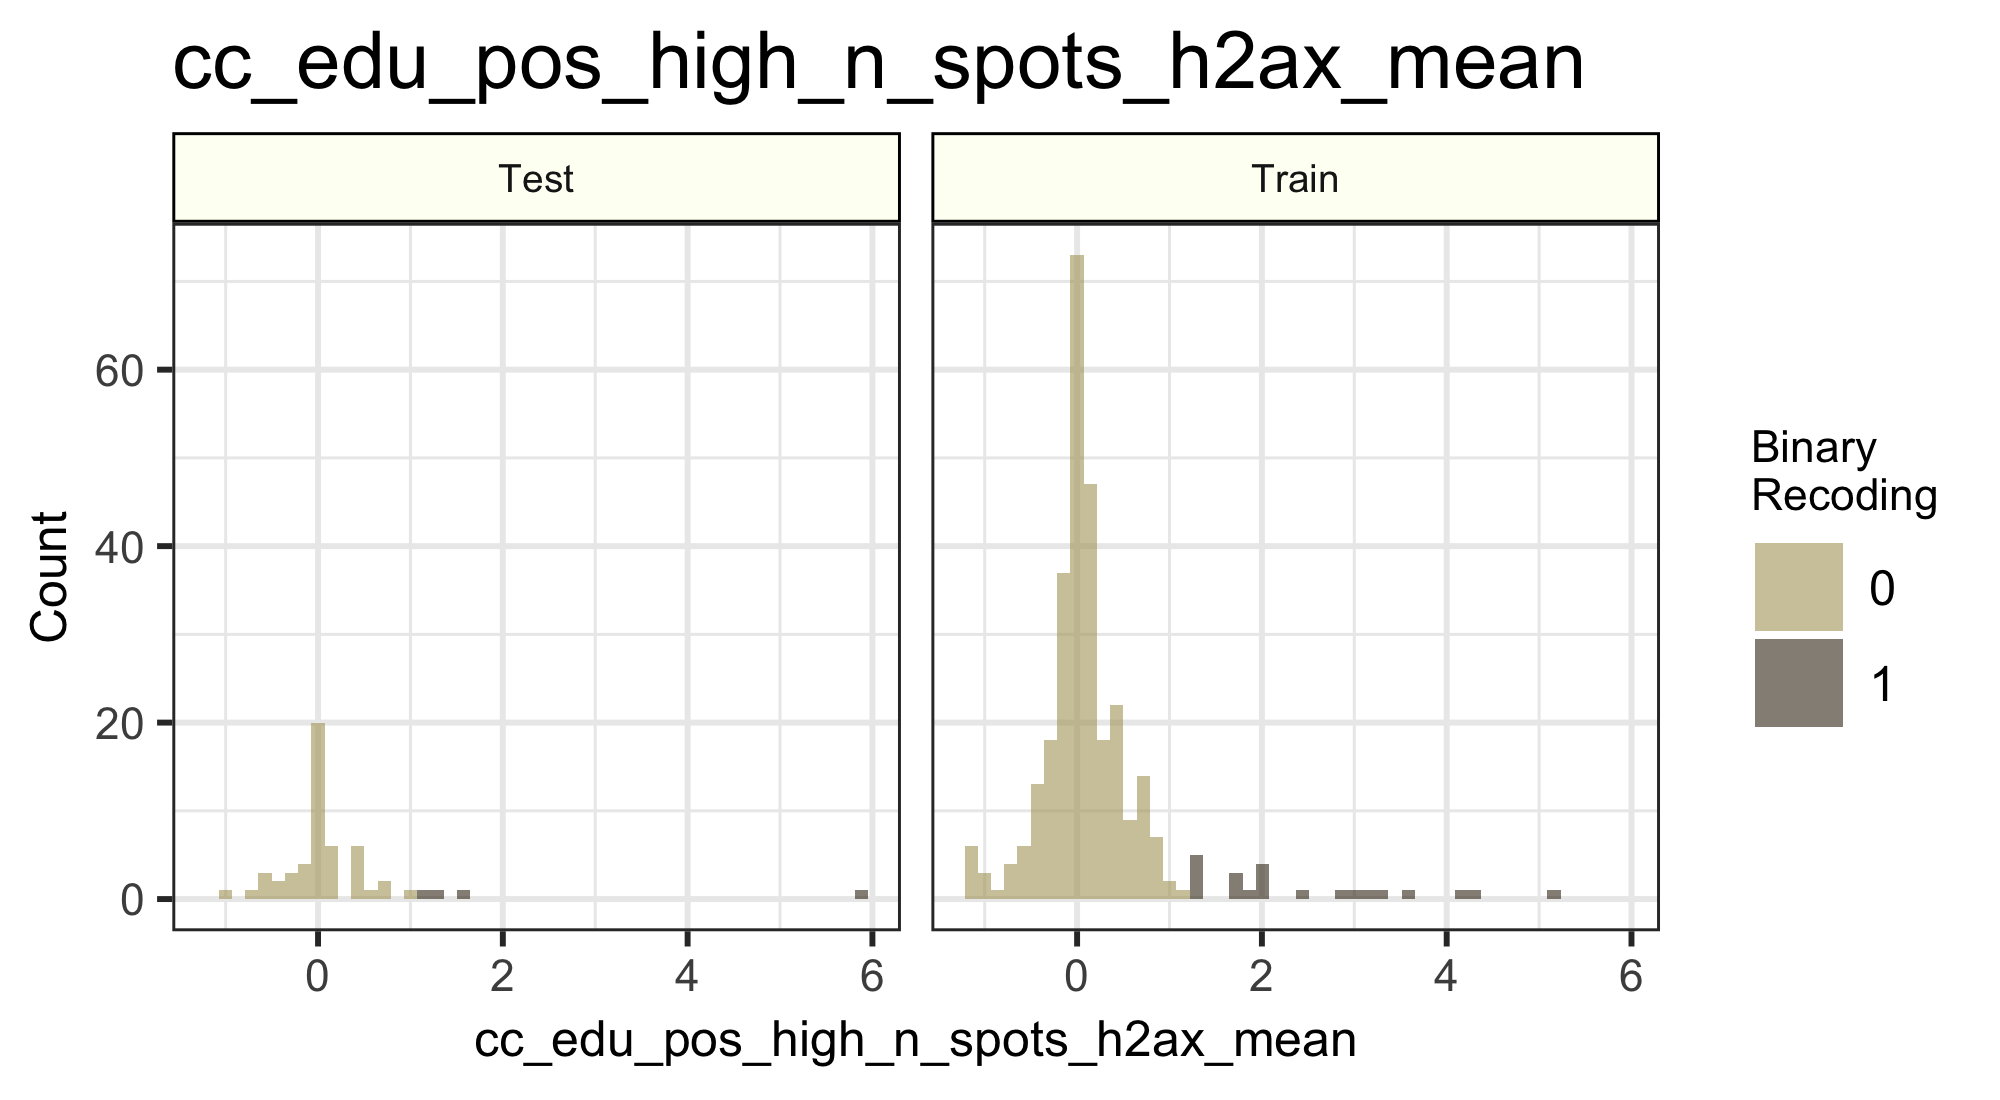 cc_edu_pos_high_n_spots_h2ax_mean
Test
Train
Count
60
40
20
0
0 2 4 6
0 2 4 6
cc_edu_pos_high_n_spots_h2ax_mean
Binary
Recoding
0
1